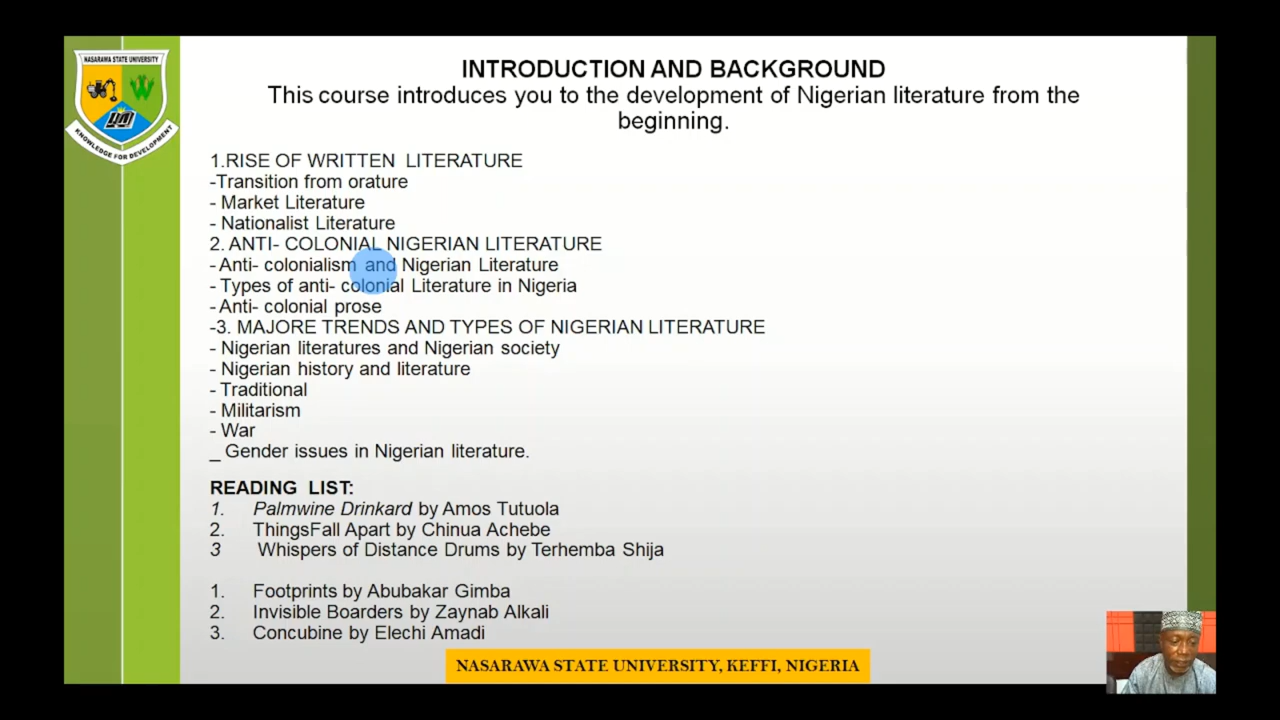 NASARAWA STATE UNIVERSITY
KNOWLEDGE FOR DEVELOPMENT
INTRODUCTION AND BACKGROUND
This course introduces you to the development of Nigerian literature from the
beginning.
1.RISE OF WRITTEN LITERATURE
-Transition from orature
- Market Literature
- Nationalist Literature
2. ANTI- COLONIAL NIGERIAN LITERATURE
- Anti- colonialism and Nigerian Literature
- Types of anti- colonial Literature in Nigeria
- Anti- colonial prose
-3. MAJORE TRENDS AND TYPES OF NIGERIAN LITERATURE
- Nigerian literatures and Nigerian society
- Nigerian history and literature
- Traditional
- Militarism
- War
_ Gender issues in Nigerian literature.
READING LIST:
1. Palmwine Drinkard by Amos Tutuola
2. ThingsFall Apart by Chinua Achebe
3 Whispers of Distance Drums by Terhemba Shija
1. Footprints by Abubakar Gimba
2. Invisible Boarders by Zaynab Alkali
3. Concubine by Elechi Amadi
NASARAWA STATE UNIVERSITY, KEFFI, NIGERIA